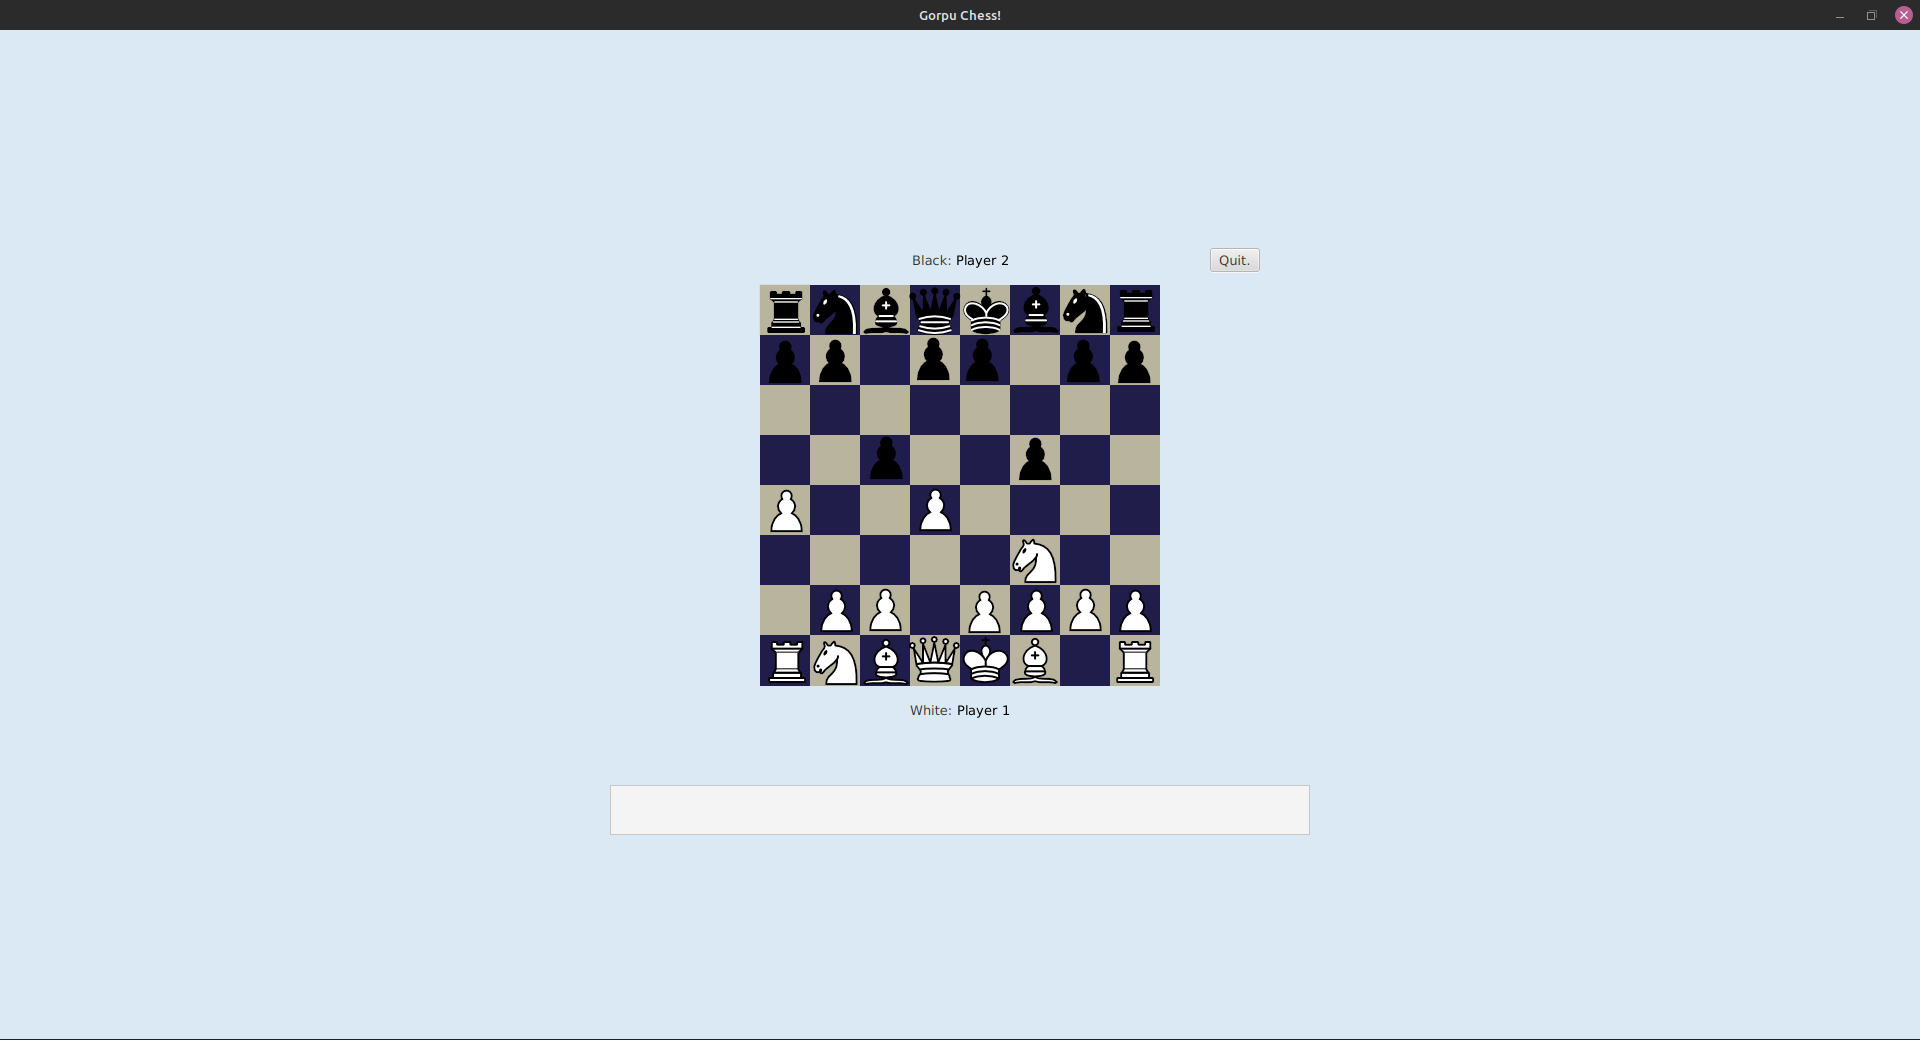 Gorpu Chess!
Black: Player 2
Quit.
White: Player 1